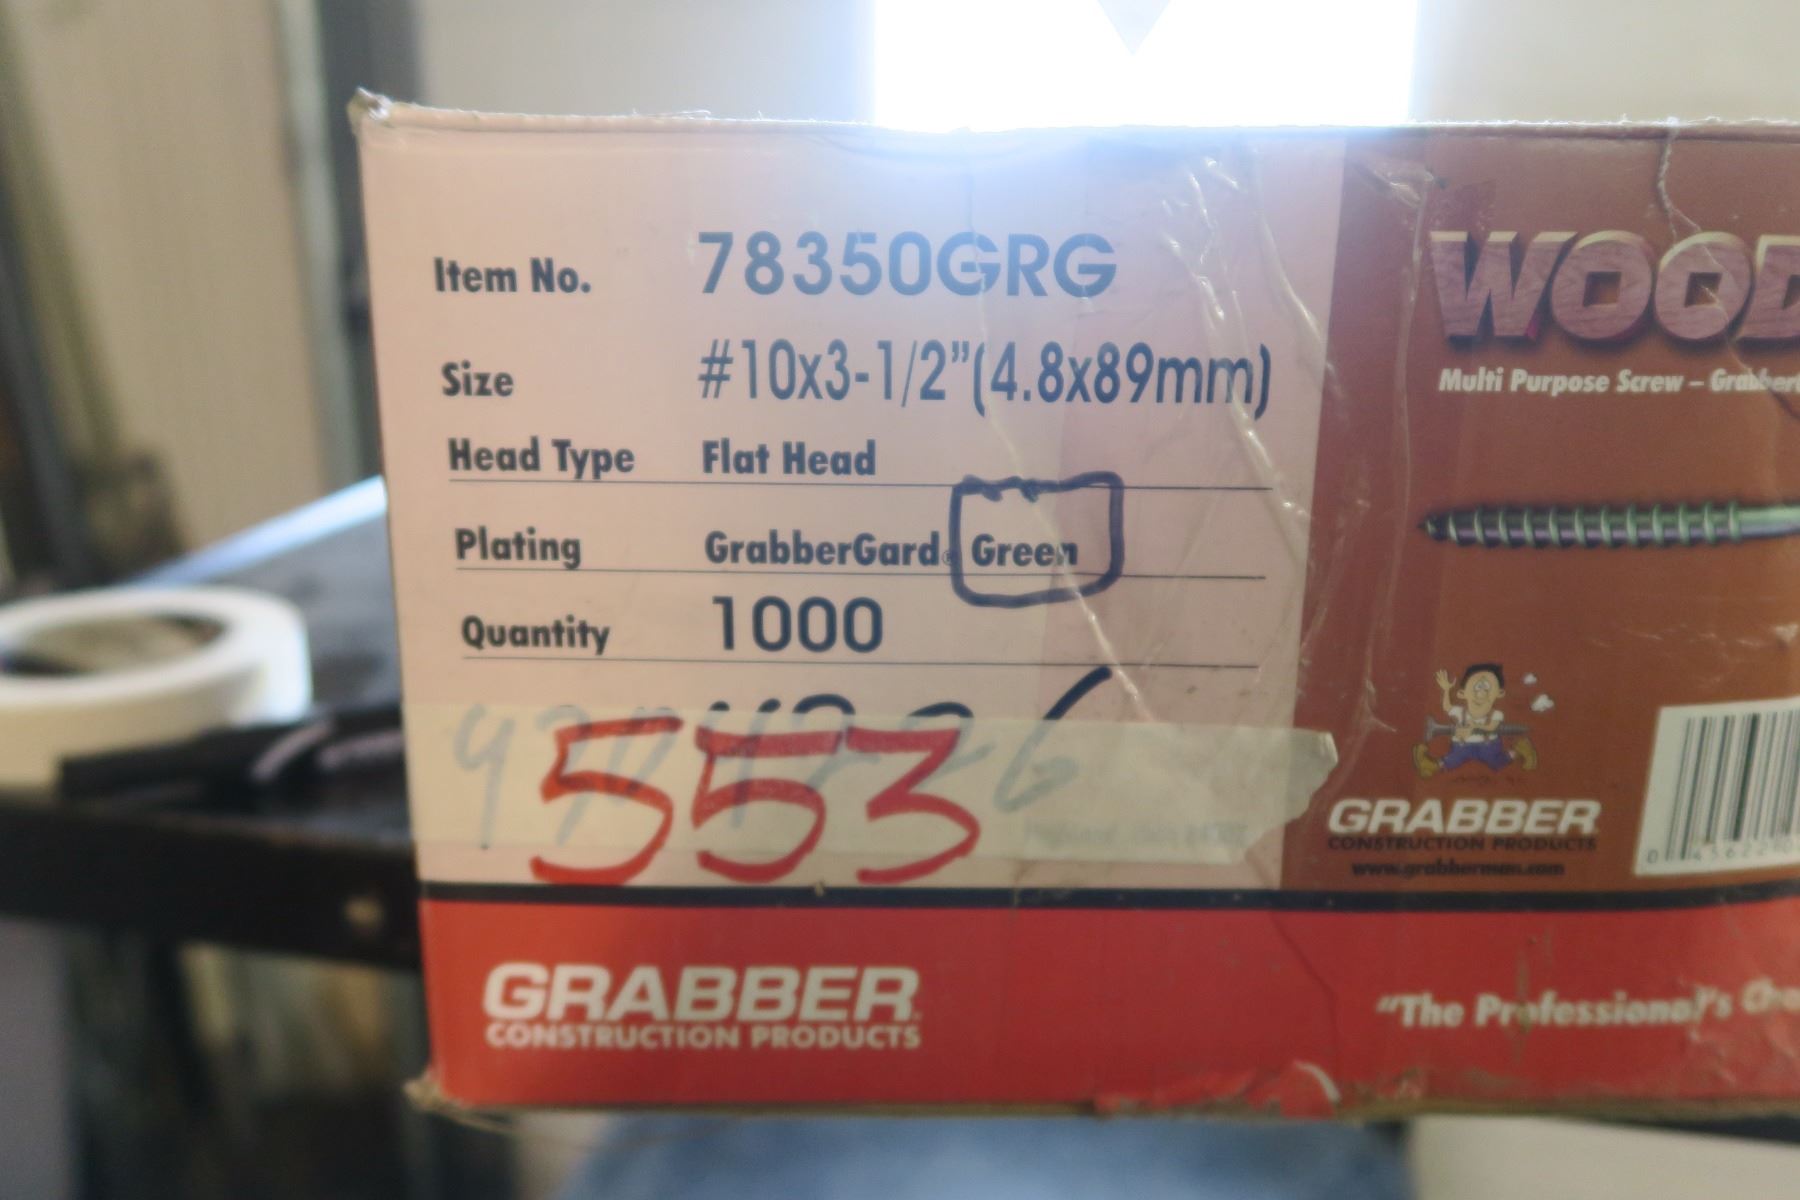 Item No. 78350GRG
Size #10x3-1/2"(4.8x89mm)
Head Type Flat Head
Plating GrabberGard® Green
Quantity 1000
553
GRABBER
CONSTRUCTION PRODUCTS
WOOD
Multi Purpose Screw –
GRABBER
CONSTRUCTION PRODUCTS
www.grabberman.com
"The Professional's